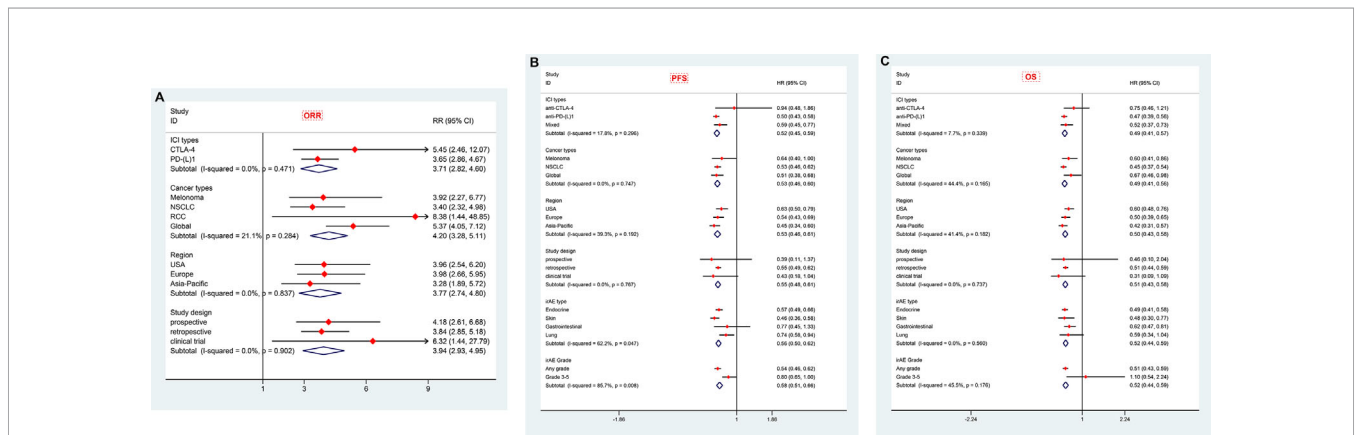 A
Study
ID
ORR
RR (95% CI)
ICI types
CTLA-4 5.45 (2.46, 12.07)
PD-(L)1 3.65 (2.86, 4.67)
Subtotal (I-squared = 0.0%, p = 0.471) 3.71 (2.82, 4.60)
Cancer types
Melonoma 3.92 (2.27, 6.77)
NSCLC 3.40 (2.32, 4.98)
RCC 8.38 (1.44, 48.85)
Global 5.37 (4.05, 7.12)
Subtotal (I-squared = 21.1%, p = 0.284) 4.20 (3.28, 5.11)
Region
USA 3.96 (2.54, 6.20)
Europe 3.98 (2.66, 5.95)
Asia-Pacific 3.28 (1.89, 5.72)
Subtotal (I-squared = 0.0%, p = 0.837) 3.77 (2.74, 4.80)
Study design
prospective 4.18 (2.61, 6.68)
retropective 3.84 (2.85, 5.18)
clinical trial 6.32 (1.44, 27.79)
Subtotal (I-squared = 0.0%, p = 0.902) 3.94 (2.93, 4.95)
1 3 6 9
B
Study
ID
PFS
HR (95% CI)
ICI types
anti-CTLA-4 0.94 (0.48, 1.86)
anti-PD-(L)1 0.50 (0.43, 0.58)
Mixed 0.59 (0.45, 0.77)
Subtotal (I-squared = 17.8%, p = 0.296) 0.52 (0.45, 0.59)
Cancer types
Melonoma 0.64 (0.40, 1.00)
NSCLC 0.53 (0.46, 0.62)
Global 0.51 (0.38, 0.68)
Subtotal (I-squared = 0.0%, p = 0.747) 0.53 (0.46, 0.60)
Region
USA 0.63 (0.50, 0.79)
Europe 0.54 (0.43, 0.69)
Asia-Pacific 0.45 (0.34, 0.60)
Subtotal (I-squared = 39.3%, p = 0.192) 0.53 (0.46, 0.61)
Study design
prospective 0.39 (0.11, 1.37)
retrospective 0.55 (0.49, 0.62)
clinical trial 0.43 (0.18, 1.04)
Subtotal (I-squared = 0.0%, p = 0.767) 0.55 (0.48, 0.61)
irAE type
Endocrine 0.57 (0.49, 0.66)
Skin 0.46 (0.36, 0.58)
Gastrointestinal 0.77 (0.45, 1.33)
Lung 0.74 (0.58, 0.94)
Subtotal (I-squared = 62.2%, p = 0.047) 0.56 (0.50, 0.62)
irAE Grade
Any grade 0.54 (0.46, 0.62)
Grade 3-5 0.80 (0.65, 1.00)
Subtotal (I-squared = 85.7%, p = 0.008) 0.58 (0.51, 0.66)
-1.86 1 1.86
C
Study
ID
OS
HR (95% CI)
ICI types
anti-CTLA-4 0.75 (0.46, 1.21)
anti-PD-(L)1 0.47 (0.39, 0.56)
Mixed 0.52 (0.37, 0.73)
Subtotal (I-squared = 7.7%, p = 0.339) 0.49 (0.41, 0.57)
Cancer types
Melonoma 0.60 (0.41, 0.86)
NSCLC 0.45 (0.37, 0.54)
Global 0.67 (0.46, 0.98)
Subtotal (I-squared = 44.4%, p = 0.165) 0.49 (0.41, 0.56)
Region
USA 0.60 (0.48, 0.76)
Europe 0.50 (0.39, 0.65)
Asia-Pacific 0.42 (0.31, 0.57)
Subtotal (I-squared = 41.4%, p = 0.182) 0.50 (0.43, 0.58)
Study design
prospective 0.46 (0.10, 2.04)
retrospective 0.51 (0.44, 0.59)
clinical trial 0.31 (0.09, 1.09)
Subtotal (I-squared = 0.0%, p = 0.737) 0.51 (0.43, 0.58)
irAE type
Endocrine 0.49 (0.41, 0.58)
Skin 0.48 (0.30, 0.77)
Gastrointestinal 0.62 (0.47, 0.81)
Lung 0.59 (0.34, 1.04)
Subtotal (I-squared = 0.0%, p = 0.560) 0.52 (0.44, 0.59)
irAE Grade
Any grade 0.51 (0.43, 0.59)
Grade 3-5 1.10 (0.54, 2.24)
Subtotal (I-squared = 45.5%, p = 0.176) 0.52 (0.44, 0.59)
-2.24 1 2.24